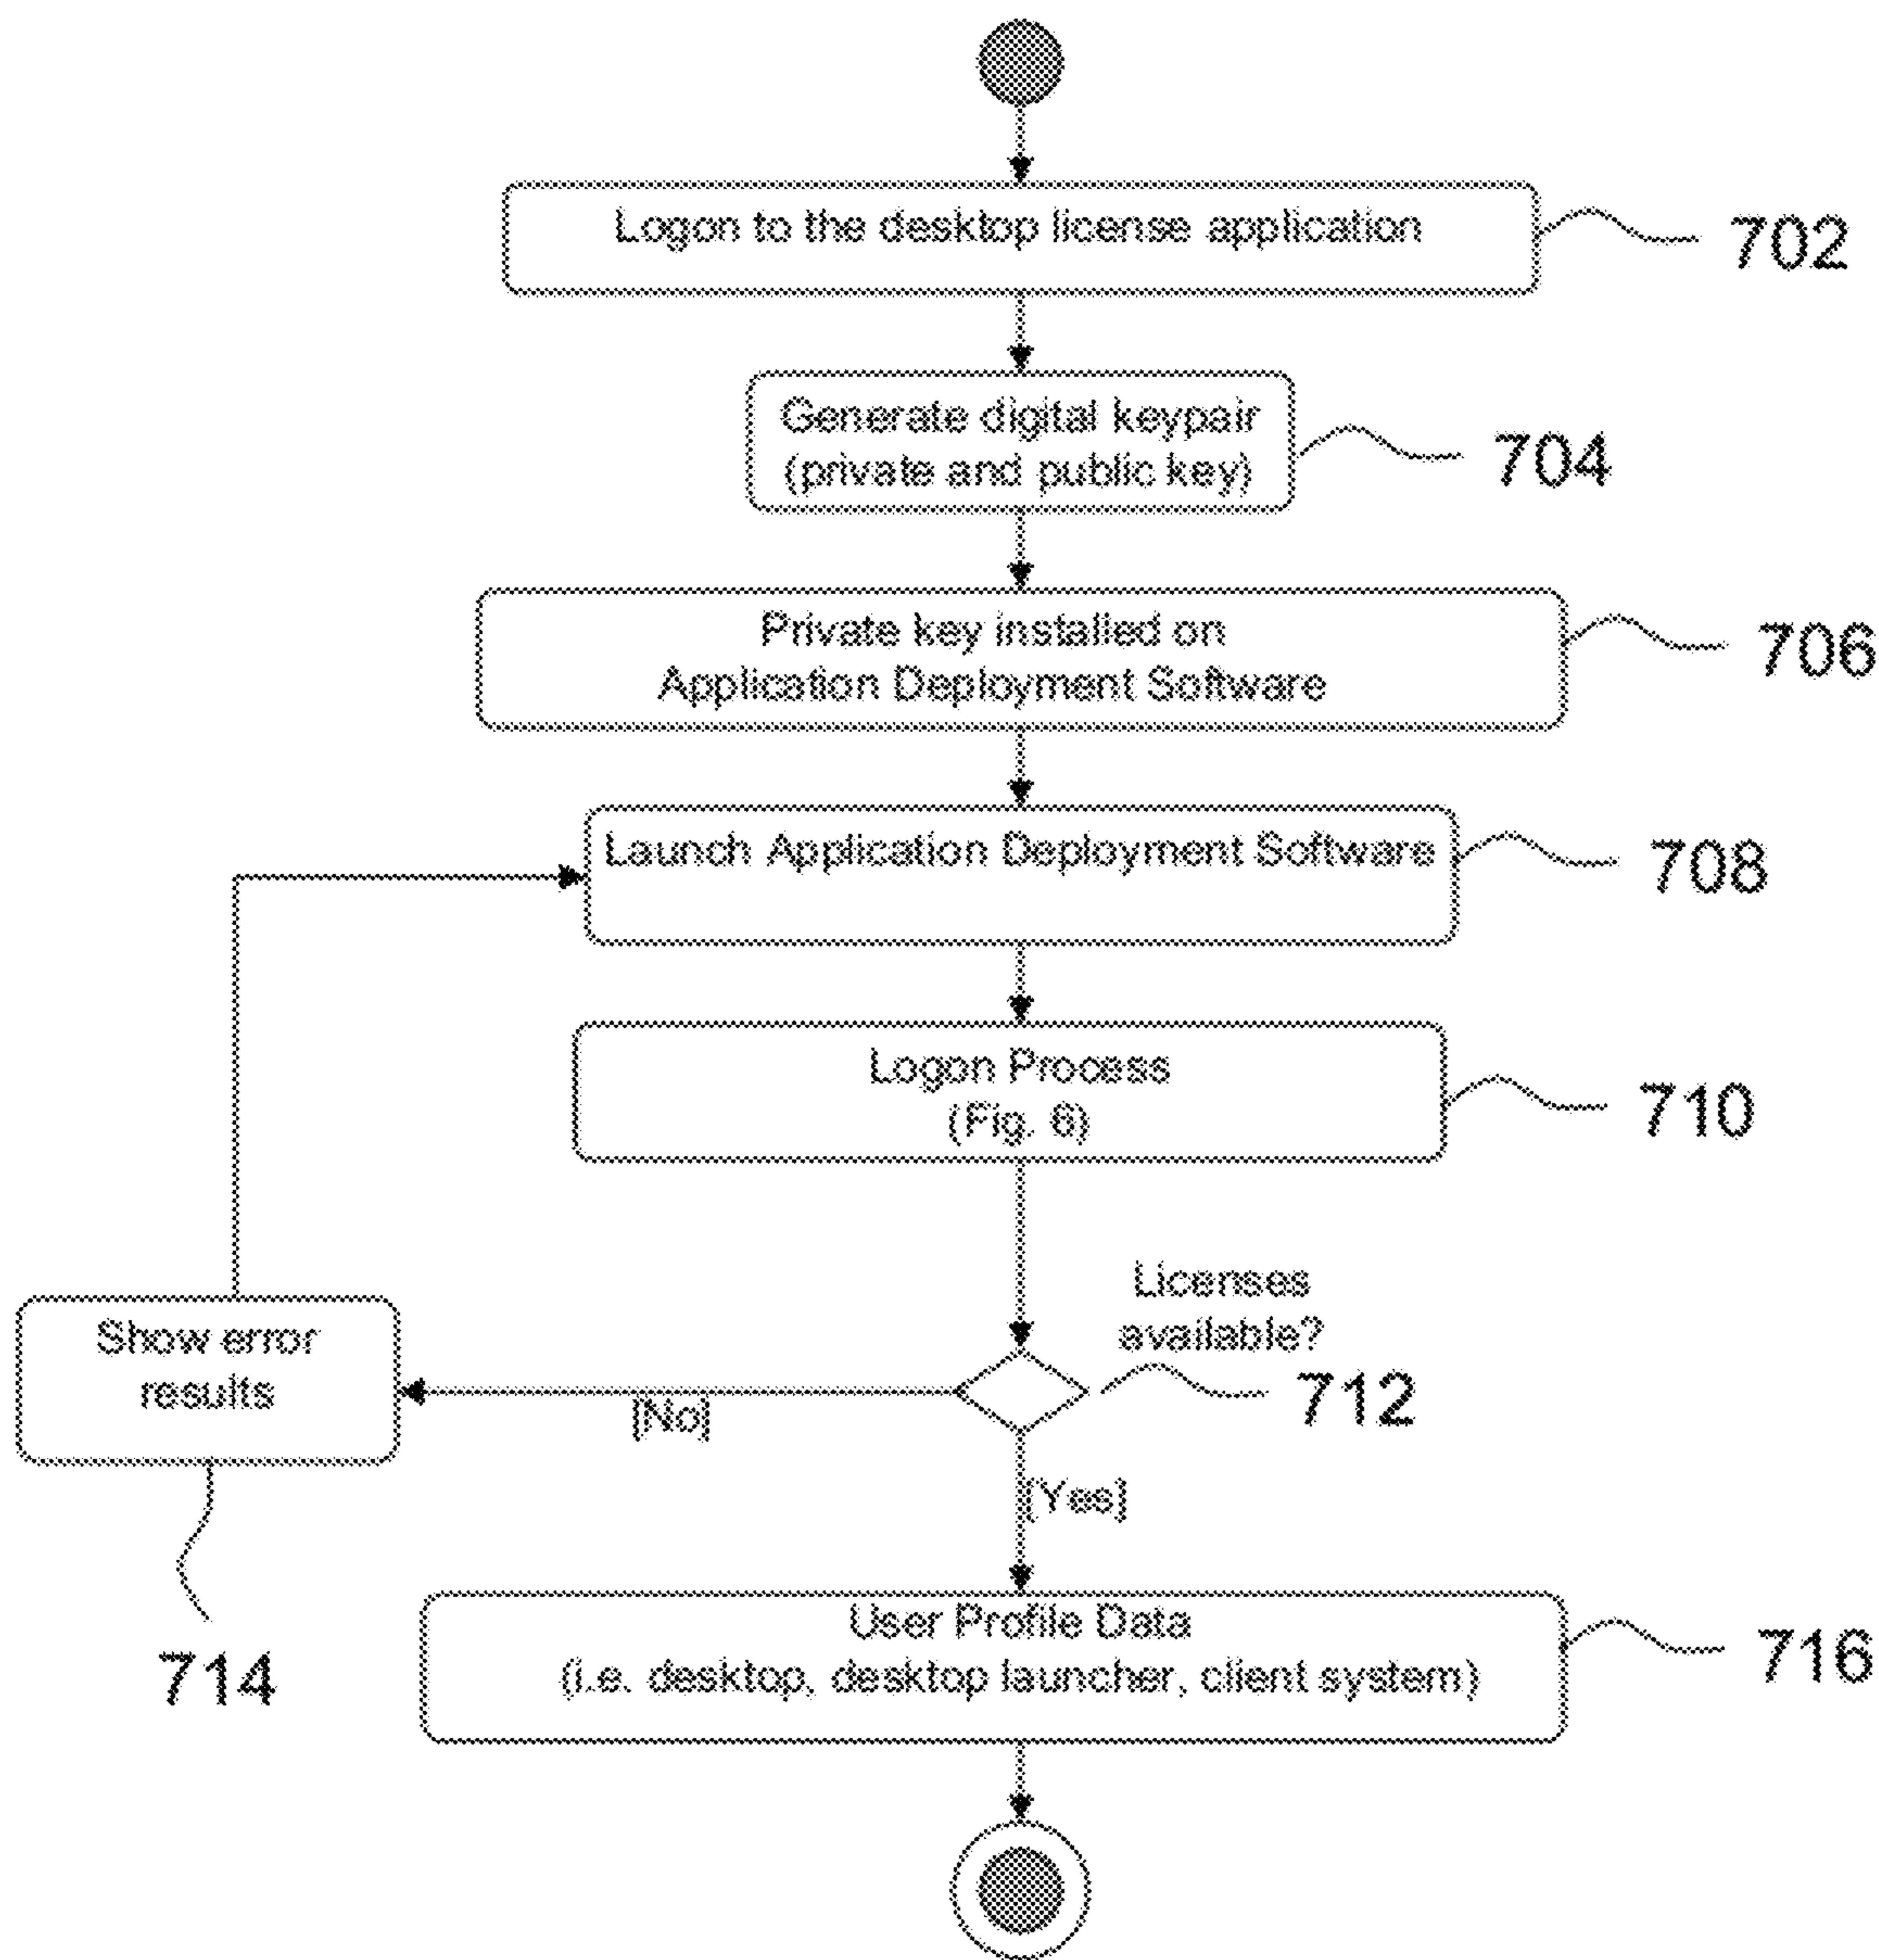 Logon to the desktop license application
702
Generate digital keypair
(private and public key)
704
Private key installed on
Application Deployment Software
706
Launch Application Deployment Software
708
Logon Process
(Fig. 6)
710
Licenses
available?
712
Show error
results
[No]
[Yes]
714
User Profile Data
(i.e. desktop, desktop launcher, client system)
716